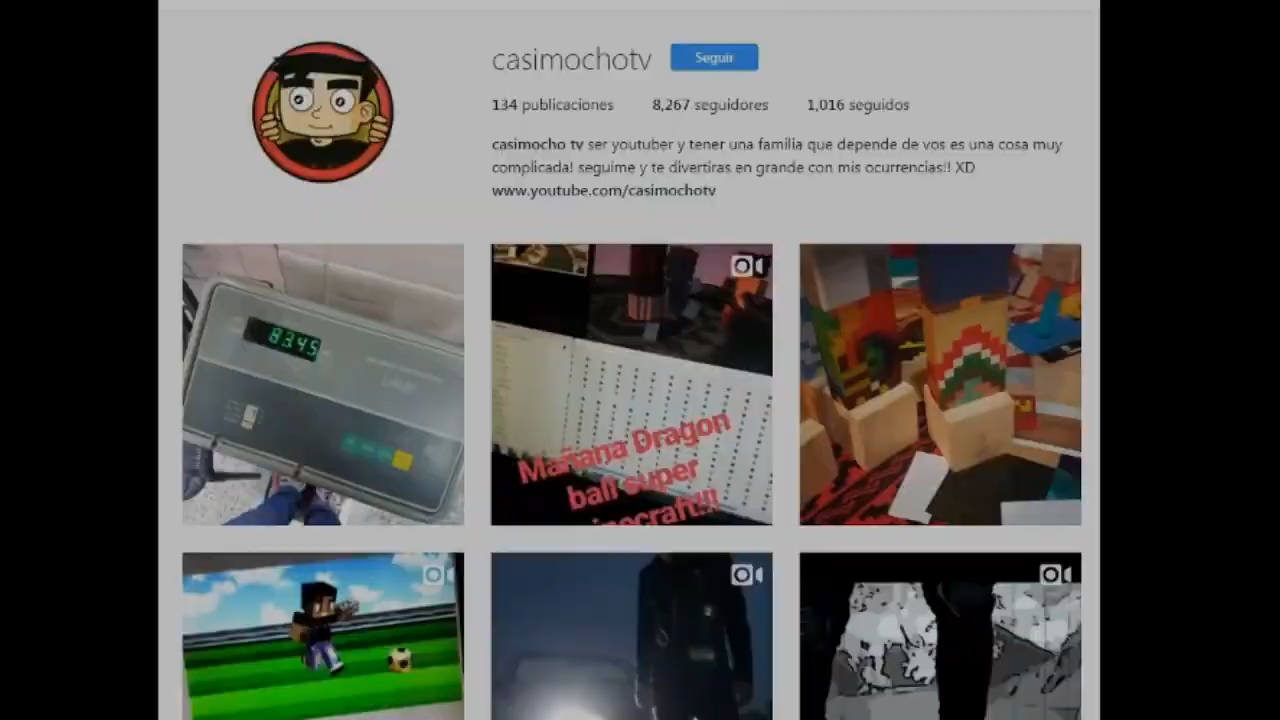 casimochotv Seguir
134 publicaciones 8,267 seguidores 1,016 seguidos
casimocho tv ser youtuber y tener una familia que depende de vos es una cosa muy
complicada! seguime y te divertiras en grande con mis ocurrencias!! XD
www.youtube.com/casimochotv
83.45
Mañana Dragon
ball super